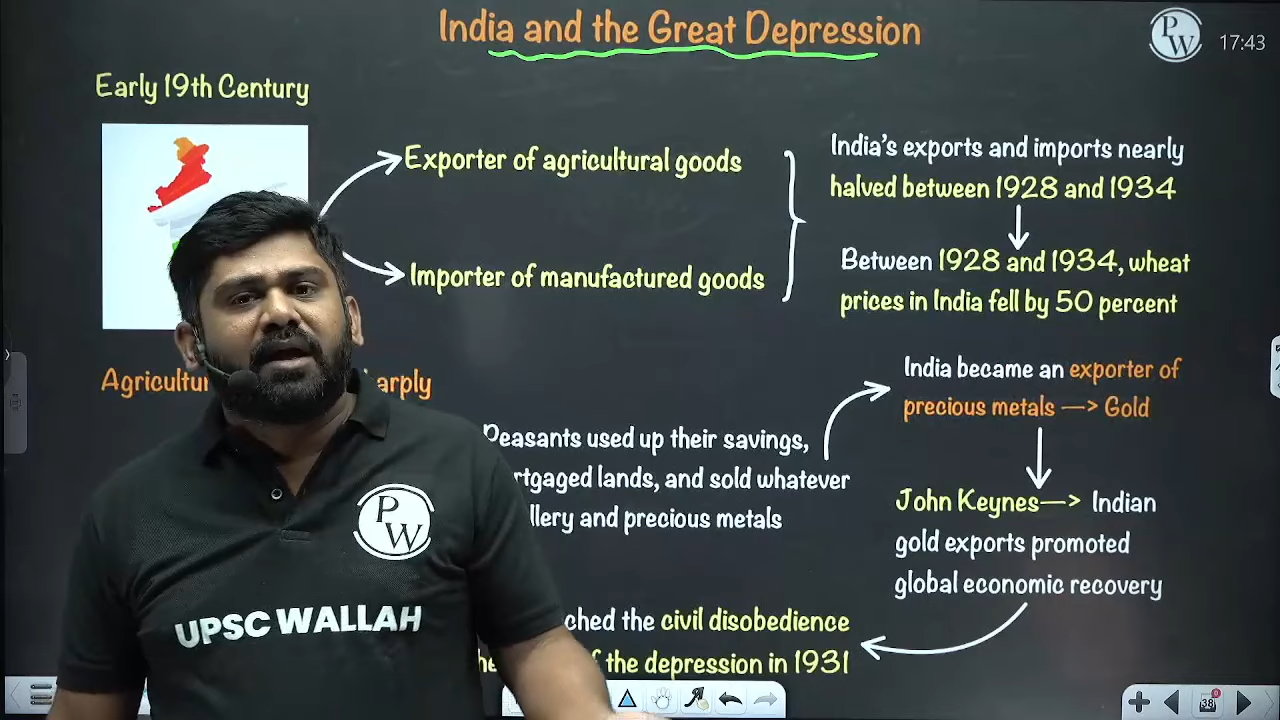 India and the Great Depression
PW
17:43
Early 19th Century
Exporter of agricultural goods
Importer of manufactured goods
India's exports and imports nearly
halved between 1928 and 1934
Between 1928 and 1934, wheat
prices in India fell by 50 percent
India became an exporter of
precious metals —> Gold
Peasants used up their savings,
lands, and sold whatever
and precious metals
John Keynes—> Indian
gold exports promoted
global economic recovery
the civil disobedience
the depression in 1931
PW
UPSC WALLAH
38